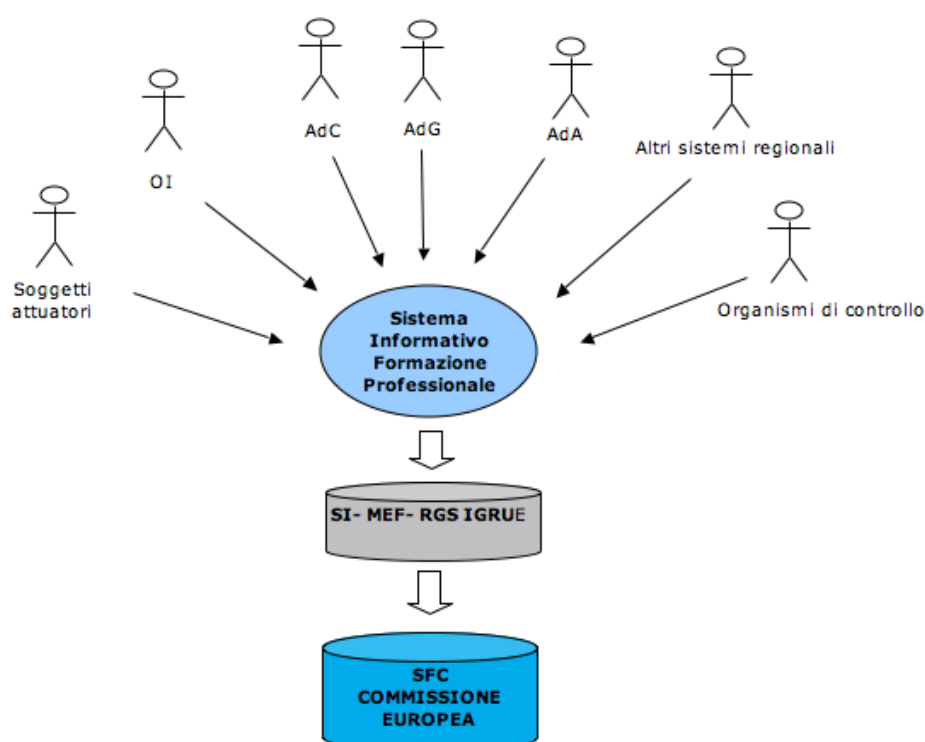 AdC
AdG
AdA
Altri sistemi regionali
OI
Soggetti
attuatori
Organismi di controllo
Sistema
Informativo
Formazione
Professionale
SI- MEF- RGS IGRUE
SFC
COMMISSIONE
EUROPEA